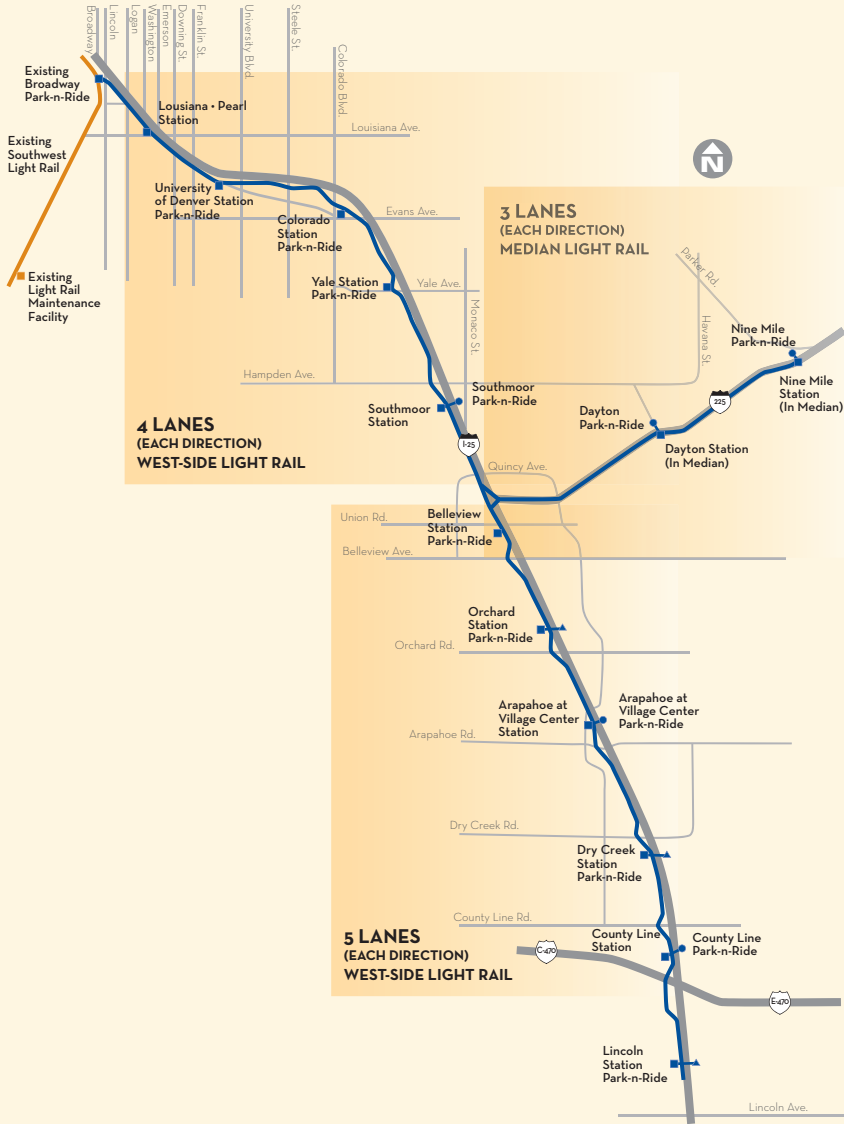 Broadway
Lincoln
Logan
Washington
Emerson
Downing St.
Franklin St.
University Blvd.
Steele St.
Colorado Blvd.
Existing
Broadway
Park-n-Ride
Lousiana • Pearl
Station
Louisiana Ave.
Existing
Southwest
Light Rail
N
University
of Denver Station
Park-n-Ride
Colorado
Station
Park-n-Ride
Evans Ave.
3 LANES
(EACH DIRECTION)
MEDIAN LIGHT RAIL
Parker Rd.
Existing
Light Rail
Maintenance
Facility
Yale Station
Park-n-Ride
Yale Ave.
Monaco St.
Havana St.
Nine Mile
Park-n-Ride
Hampden Ave.
Nine Mile
Station
(In Median)
Southmoor
Park-n-Ride
Southmoor
Station
225
Dayton
Park-n-Ride
4 LANES
(EACH DIRECTION)
WEST-SIDE LIGHT RAIL
I-25
Dayton Station
(In Median)
Quincy Ave.
Union Rd.
Belleview
Station
Park-n-Ride
Belleview Ave.
Orchard
Station
Park-n-Ride
Orchard Rd.
Arapahoe at
Village Center
Station
Arapahoe at
Village Center
Park-n-Ride
Arapahoe Rd.
Dry Creek Rd.
Dry Creek
Station
Park-n-Ride
County Line Rd.
5 LANES
(EACH DIRECTION)
WEST-SIDE LIGHT RAIL
C-470
County Line
Station
County Line
Park-n-Ride
E-470
Lincoln
Station
Park-n-Ride
Lincoln Ave.